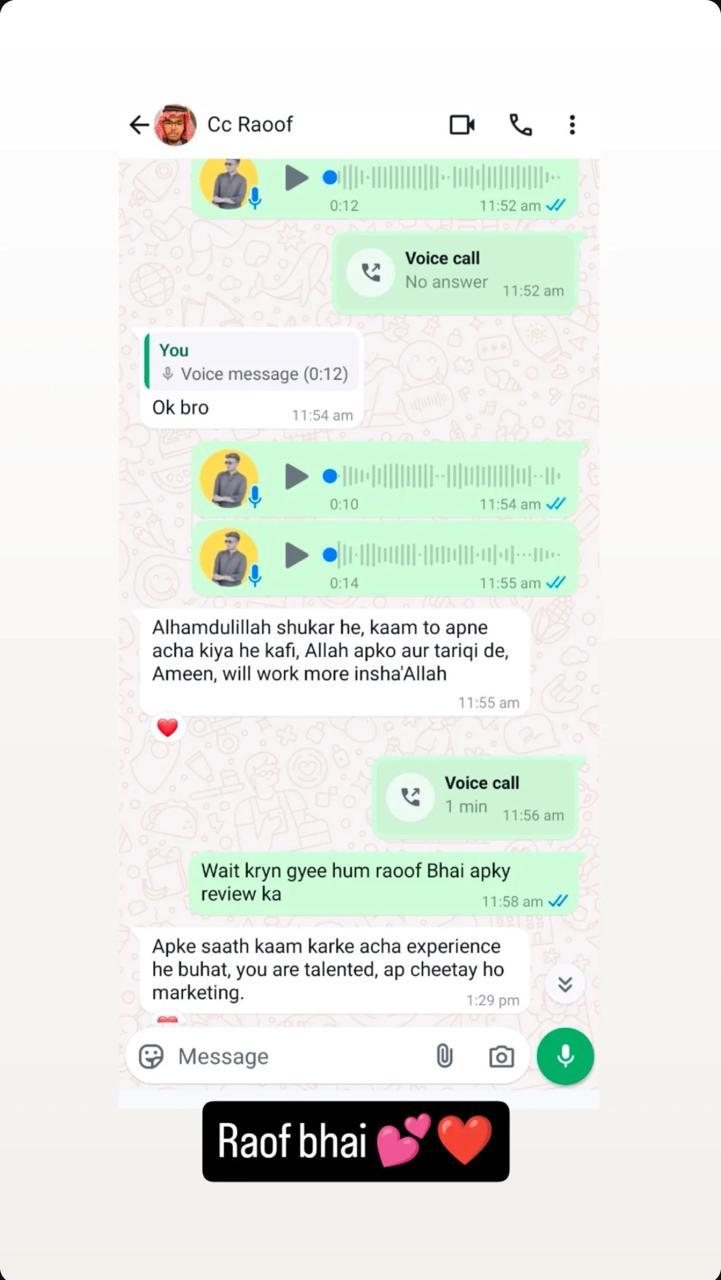 Cc Raoof
0:12
11:52 am
Voice call
No answer
11:52 am
You
Voice message (0:12)
Ok bro
11:54 am
0:10
11:54 am
0:14
11:55 am
Alhamdulillah shukar he, kaam to apne
acha kiya he kafi, Allah apko aur tariqi de,
Ameen, will work more insha'Allah
11:55 am
Voice call
1 min
11:56 am
Wait kryn gyee hum raoof Bhai apky
review ka
11:58 am
Apke saath kaam karke acha experience
he buhat, you are talented, ap cheetay ho
marketing.
1:29 pm
Message
Raof bhai 💕❤️